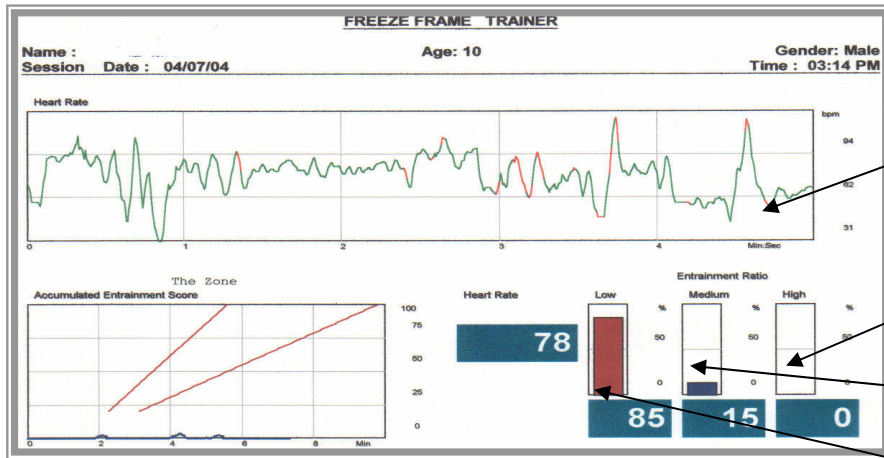 FREEZE FRAME TRAINER
Name : Age: 10 Gender: Male
Session Date : 04/07/04 Time : 03:14 PM
Heart Rate
bpm
94
62
31
0 1 2 3 4 Min:Sec
The Zone
Accumulated Entrainment Score
100
75
50
25
0
0 2 4 6 8 Min
Heart Rate
78
Entrainment Ratio
Low Medium High
% % %
50 50 50
0 0 0
85 15 0